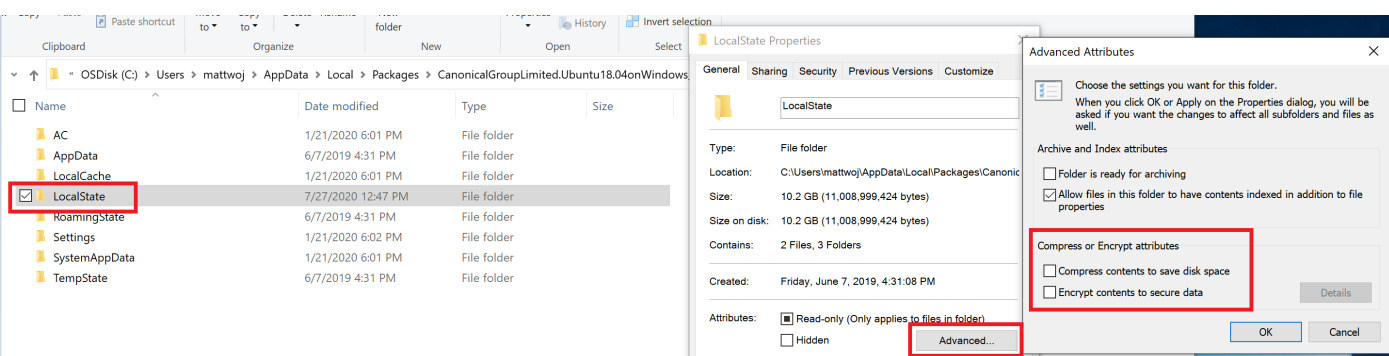 Copy Paste Paste shortcut Move to Copy to Delete Rename New folder Properties History Invert selection
Clipboard Organize New Open Select
OSDisk (C:) > Users > mattwoj > AppData > Local > Packages > CanonicalGroupLimited.Ubuntu18.04onWindows
Name Date modified Type Size
AC 1/21/2020 6:01 PM File folder
AppData 6/7/2019 4:31 PM File folder
LocalCache 1/21/2020 6:01 PM File folder
LocalState 7/27/2020 12:47 PM File folder
RoamingState 6/7/2019 4:31 PM File folder
Settings 1/21/2020 6:02 PM File folder
SystemAppData 1/21/2020 6:01 PM File folder
TempState 6/7/2019 4:31 PM File folder
LocalState Properties
General Sharing Security Previous Versions Customize
LocalState
Type: File folder
Location: C:\Users\mattwoj\AppData\Local\Packages\Canonic
Size: 10.2 GB (11,008,999,424 bytes)
Size on disk: 10.2 GB (11,008,999,424 bytes)
Contains: 2 Files, 3 Folders
Created: Friday, June 7, 2019, 4:31:08 PM
Attributes: Read-only (Only applies to files in folder)
Hidden Advanced...
Advanced Attributes
Choose the settings you want for this folder.
When you click OK or Apply on the Properties dialog, you will be
asked if you want the changes to affect all subfolders and files as
well.
Archive and Index attributes
Folder is ready for archiving
Allow files in this folder to have contents indexed in addition to file
properties
Compress or Encrypt attributes
Compress contents to save disk space
Encrypt contents to secure data
Details
OK Cancel